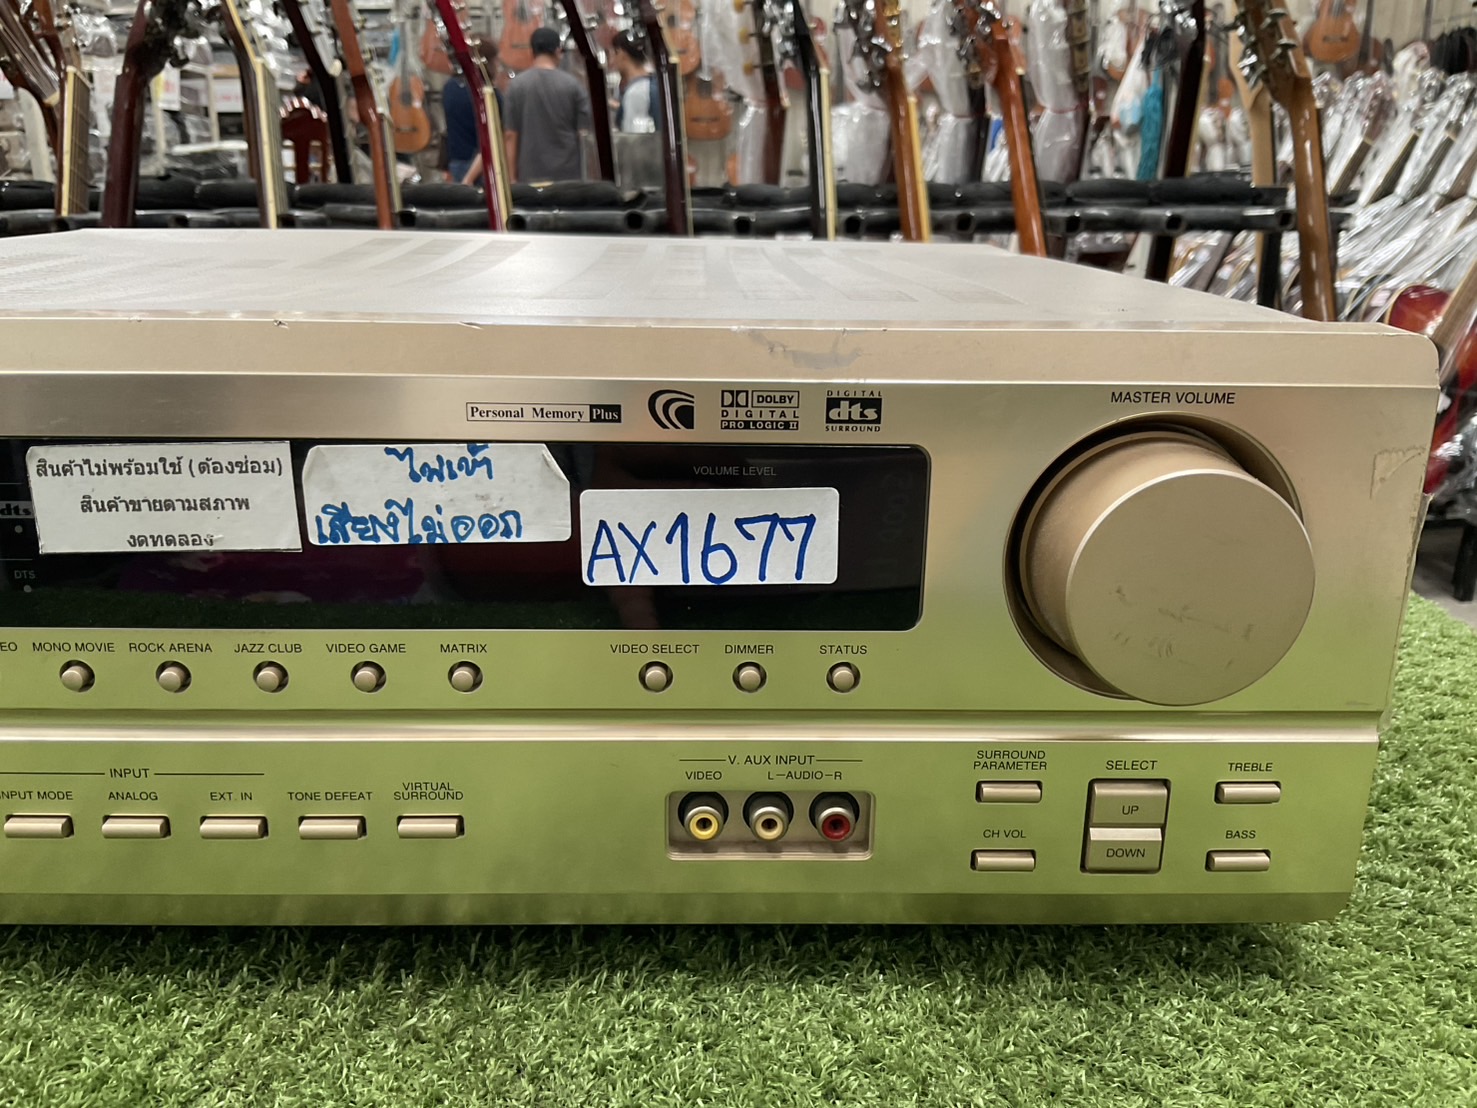 Personal Memory Plus
DOLBY
DIGITAL
PRO LOGIC II
DIGITAL
dts
SURROUND
MASTER VOLUME
VOLUME LEVEL
สินค้าไม่พร้อมใช้ (ต้องซ่อม)
สินค้าขายตามสภาพ
งดทดลอง
ไฟเข้า
เสียงไม่ออก
AX1677
dts
DTS
MONO MOVIE
ROCK ARENA
JAZZ CLUB
VIDEO GAME
MATRIX
VIDEO SELECT
DIMMER
STATUS
INPUT
INPUT MODE
ANALOG
EXT. IN
TONE DEFEAT
VIRTUAL
SURROUND
V. AUX INPUT
VIDEO
L-AUDIO-R
SURROUND
PARAMETER
SELECT
TREBLE
UP
CH VOL
DOWN
BASS